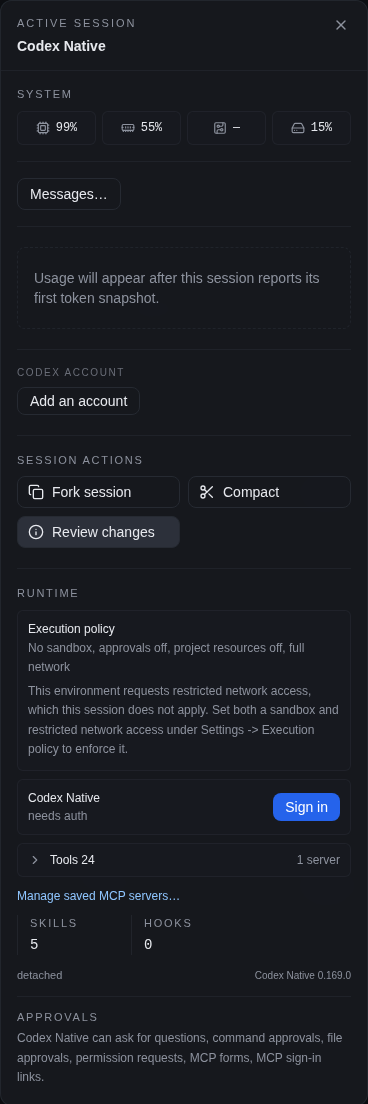 ACTIVE SESSION
Codex Native
SYSTEM
99% 55% — 15%
Messages…
Usage will appear after this session reports its
first token snapshot.
CODEX ACCOUNT
Add an account
SESSION ACTIONS
Fork session Compact
Review changes
RUNTIME
Execution policy
No sandbox, approvals off, project resources off, full
network
This environment requests restricted network access,
which this session does not apply. Set both a sandbox and
restricted network access under Settings -> Execution
policy to enforce it.
Codex Native
needs auth
Sign in
Tools 24 1 server
Manage saved MCP servers…
SKILLS HOOKS
5 0
detached Codex Native 0.169.0
APPROVALS
Codex Native can ask for questions, command approvals, file
approvals, permission requests, MCP forms, MCP sign-in
links.